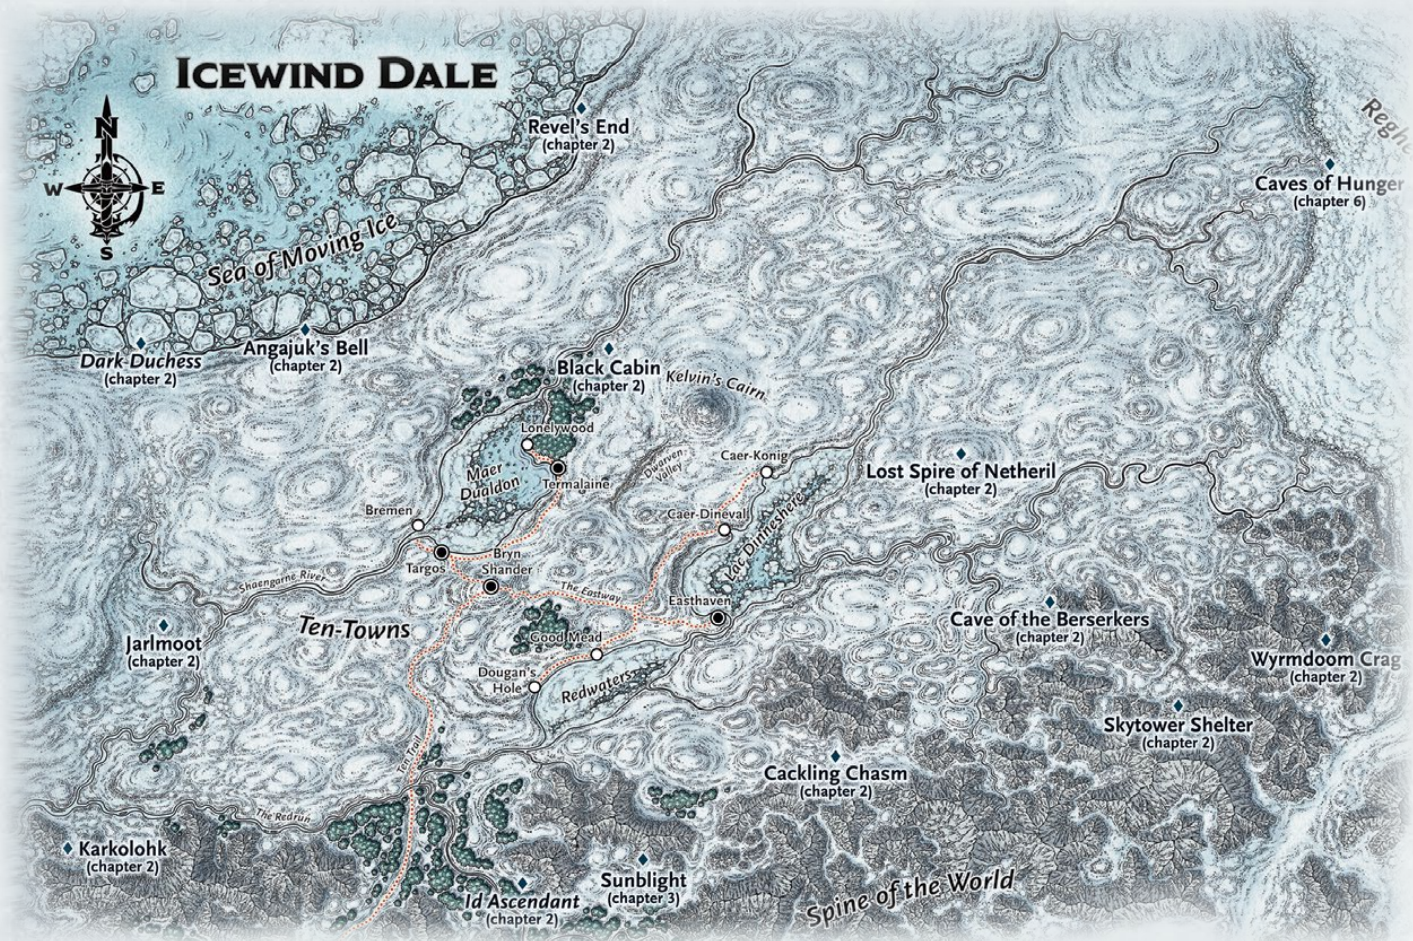 ICEWIND DALE
N
W
E
S
Revel's End
(chapter 2)
Caves of Hunger
(chapter 6)
Sea of Moving Ice
Dark Duchess
(chapter 2)
Angajuk's Bell
(chapter 2)
Black Cabin
(chapter 2)
Kelvin's Cairn
Lonelywood
Maer
Dualdon
Termalaine
Dwarven
Valley
Caer-Konig
Lost Spire of Netheril
(chapter 2)
Bremen
Caer-Dineval
Lac Dinneshere
Targos
Bryn
Shander
Shaengarne River
The Eastway
Easthaven
Ten-Towns
Good Mead
Dougan's
Hole
Redwaters
Jarlmoot
(chapter 2)
Cave of the Berserkers
(chapter 2)
Wyrmdoom Crag
(chapter 2)
Skytower Shelter
(chapter 2)
Ten Trail
Cackling Chasm
(chapter 2)
The Redrun
Karkolohk
(chapter 2)
Id Ascendant
(chapter 2)
Sunblight
(chapter 3)
Spine of the World